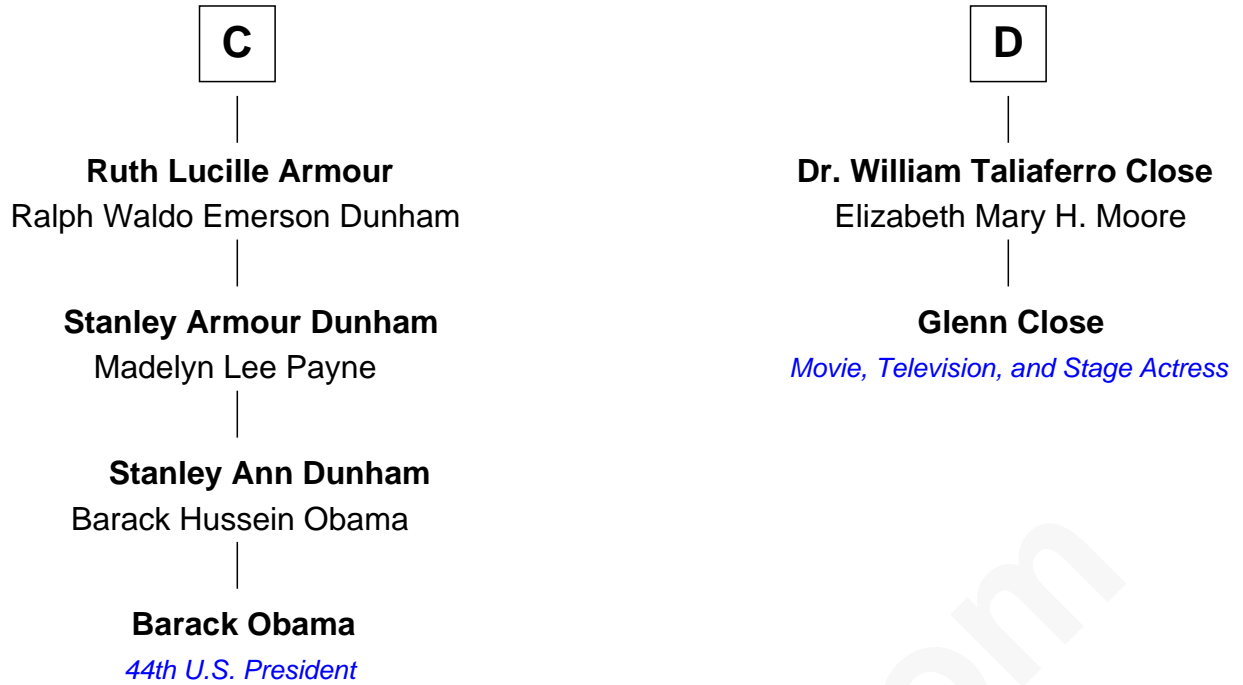 C
Ruth Lucille Armour
Ralph Waldo Emerson Dunham
Stanley Armour Dunham
Madelyn Lee Payne
Stanley Ann Dunham
Barack Hussein Obama
Barack Obama
44th U.S. President
D
Dr. William Taliaferro Close
Elizabeth Mary H. Moore
Glenn Close
Movie, Television, and Stage Actress
om